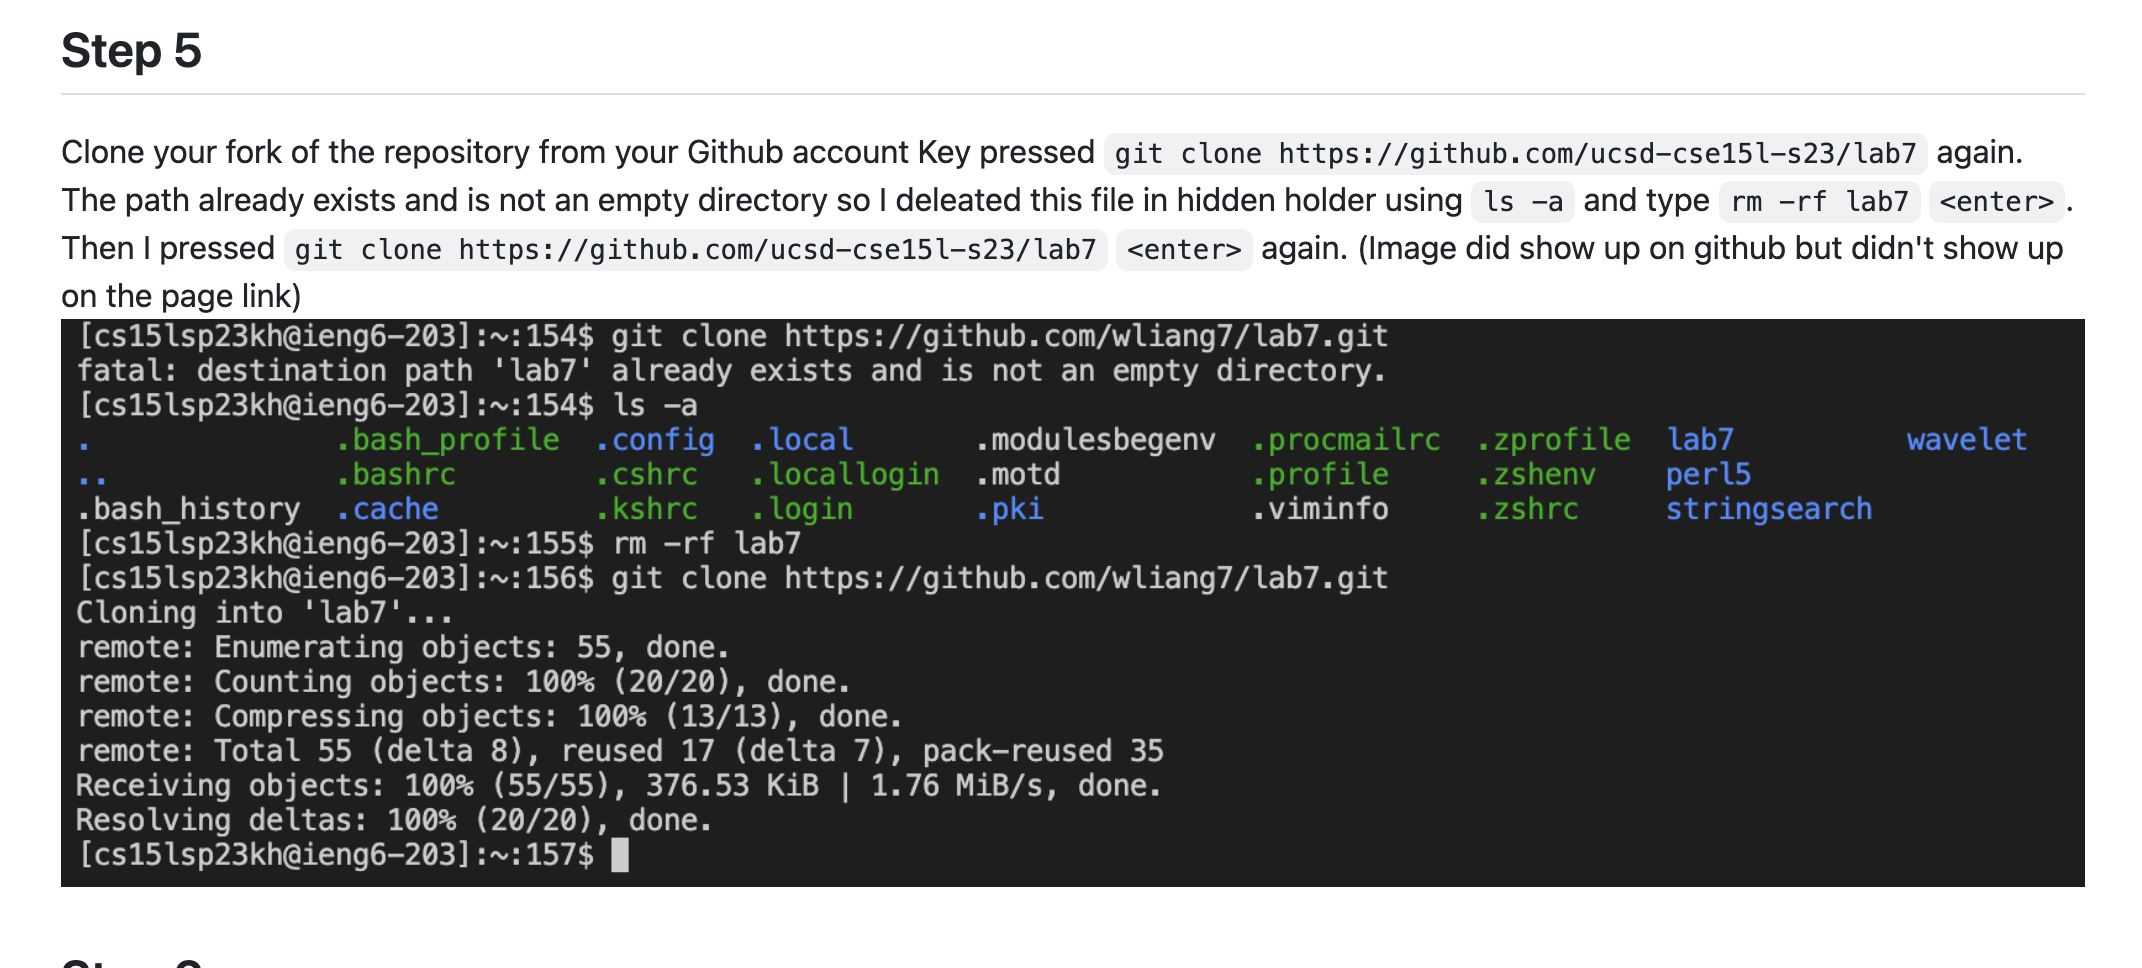 Step 5
Clone your fork of the repository from your Github account Key pressed git clone https://github.com/ucsd-cse15l-s23/lab7 again.
The path already exists and is not an empty directory so I deleated this file in hidden holder using ls -a and type rm -rf lab7 <enter> .
Then I pressed git clone https://github.com/ucsd-cse15l-s23/lab7 <enter> again. (Image did show up on github but didn't show up
on the page link)
[cs15lsp23kh@ieng6-203]:~:154$ git clone https://github.com/wliang7/lab7.git
fatal: destination path 'lab7' already exists and is not an empty directory.
[cs15lsp23kh@ieng6-203]:~:154$ ls -a
. .bash_profile .config .local .modulesbegenv .procmailrc .zprofile lab7 wavelet
.. .bashrc .cshrc .locallogin .motd .profile .zshenv perl5
.bash_history .cache .kshrc .login .pki .viminfo .zshrc stringsearch
[cs15lsp23kh@ieng6-203]:~:155$ rm -rf lab7
[cs15lsp23kh@ieng6-203]:~:156$ git clone https://github.com/wliang7/lab7.git
Cloning into 'lab7'...
remote: Enumerating objects: 55, done.
remote: Counting objects: 100% (20/20), done.
remote: Compressing objects: 100% (13/13), done.
remote: Total 55 (delta 8), reused 17 (delta 7), pack-reused 35
Receiving objects: 100% (55/55), 376.53 KiB | 1.76 MiB/s, done.
Resolving deltas: 100% (20/20), done.
[cs15lsp23kh@ieng6-203]:~:157$